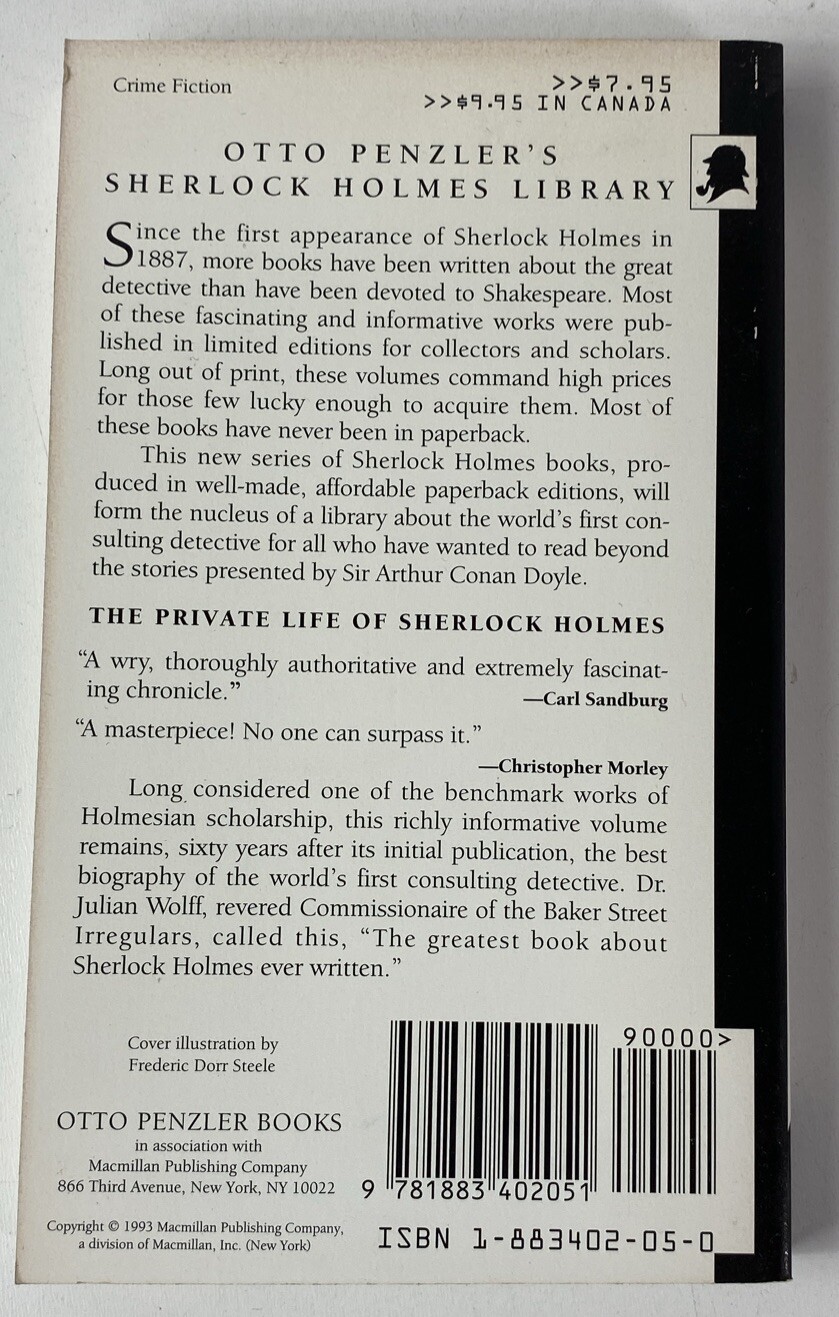 Crime Fiction
>>$7.95
>>$9.95 IN CANADA
OTTO PENZLER'S
SHERLOCK HOLMES LIBRARY
Since the first appearance of Sherlock Holmes in
1887, more books have been written about the great
detective than have been devoted to Shakespeare. Most
of these fascinating and informative works were pub-
lished in limited editions for collectors and scholars.
Long out of print, these volumes command high prices
for those few lucky enough to acquire them. Most of
these books have never been in paperback.
This new series of Sherlock Holmes books, pro-
duced in well-made, affordable paperback editions, will
form the nucleus of a library about the world's first con-
sulting detective for all who have wanted to read beyond
the stories presented by Sir Arthur Conan Doyle.
THE PRIVATE LIFE OF SHERLOCK HOLMES
“A wry, thoroughly authoritative and extremely fascinat-
ing chronicle.”
—Carl Sandburg
“A masterpiece! No one can surpass it.”
—Christopher Morley
Long considered one of the benchmark works of
Holmesian scholarship, this richly informative volume
remains, sixty years after its initial publication, the best
biography of the world's first consulting detective. Dr.
Julian Wolff, revered Commissionaire of the Baker Street
Irregulars, called this, “The greatest book about
Sherlock Holmes ever written.”
Cover illustration by
Frederic Dorr Steele
OTTO PENZLER BOOKS
in association with
Macmillan Publishing Company
866 Third Avenue, New York, NY 10022
Copyright © 1993 Macmillan Publishing Company,
a division of Macmillan, Inc. (New York)
90000>
9 781883 402051
ISBN 1-883402-05-0